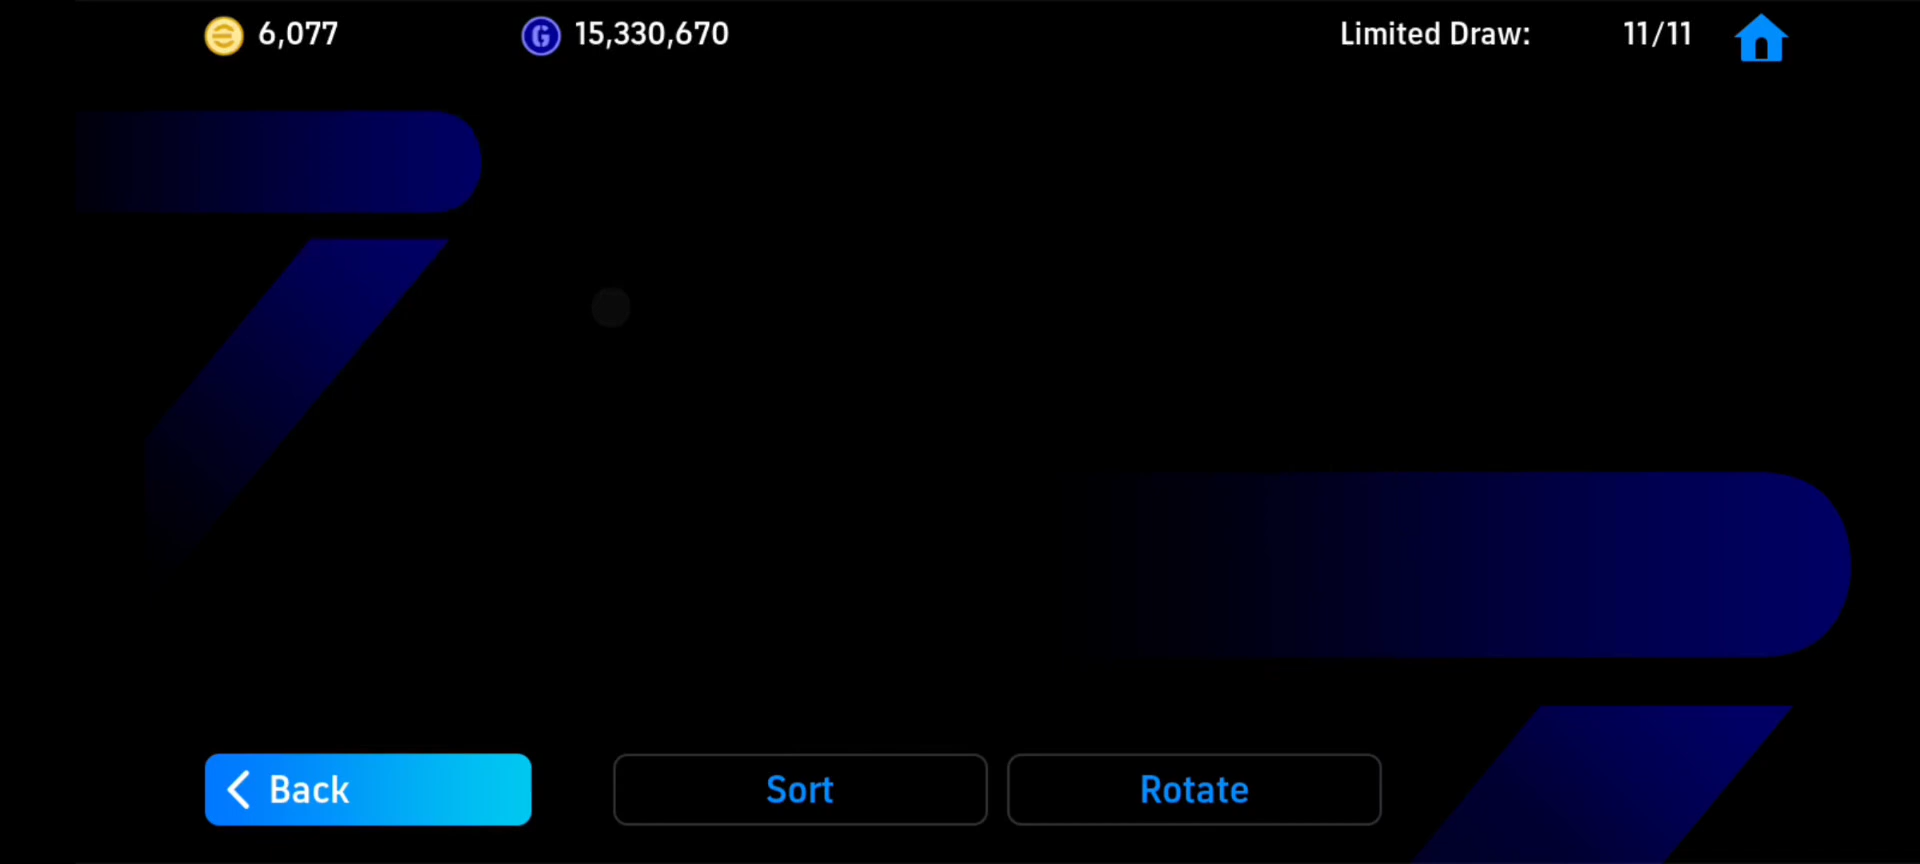 6,077
15,330,670
Limited Draw: 11/11
Back
Sort
Rotate